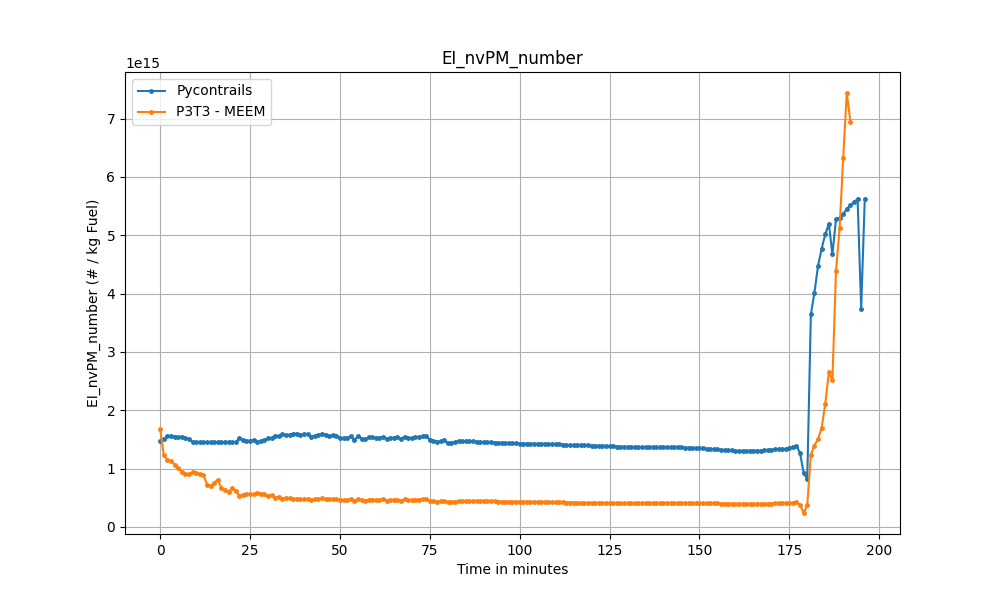 EI_nvPM_number
1e15
Pycontrails
P3T3 - MEEM
EI_nvPM_number (# / kg Fuel)
7
6
5
4
3
2
1
0
0 25 50 75 100 125 150 175 200
Time in minutes